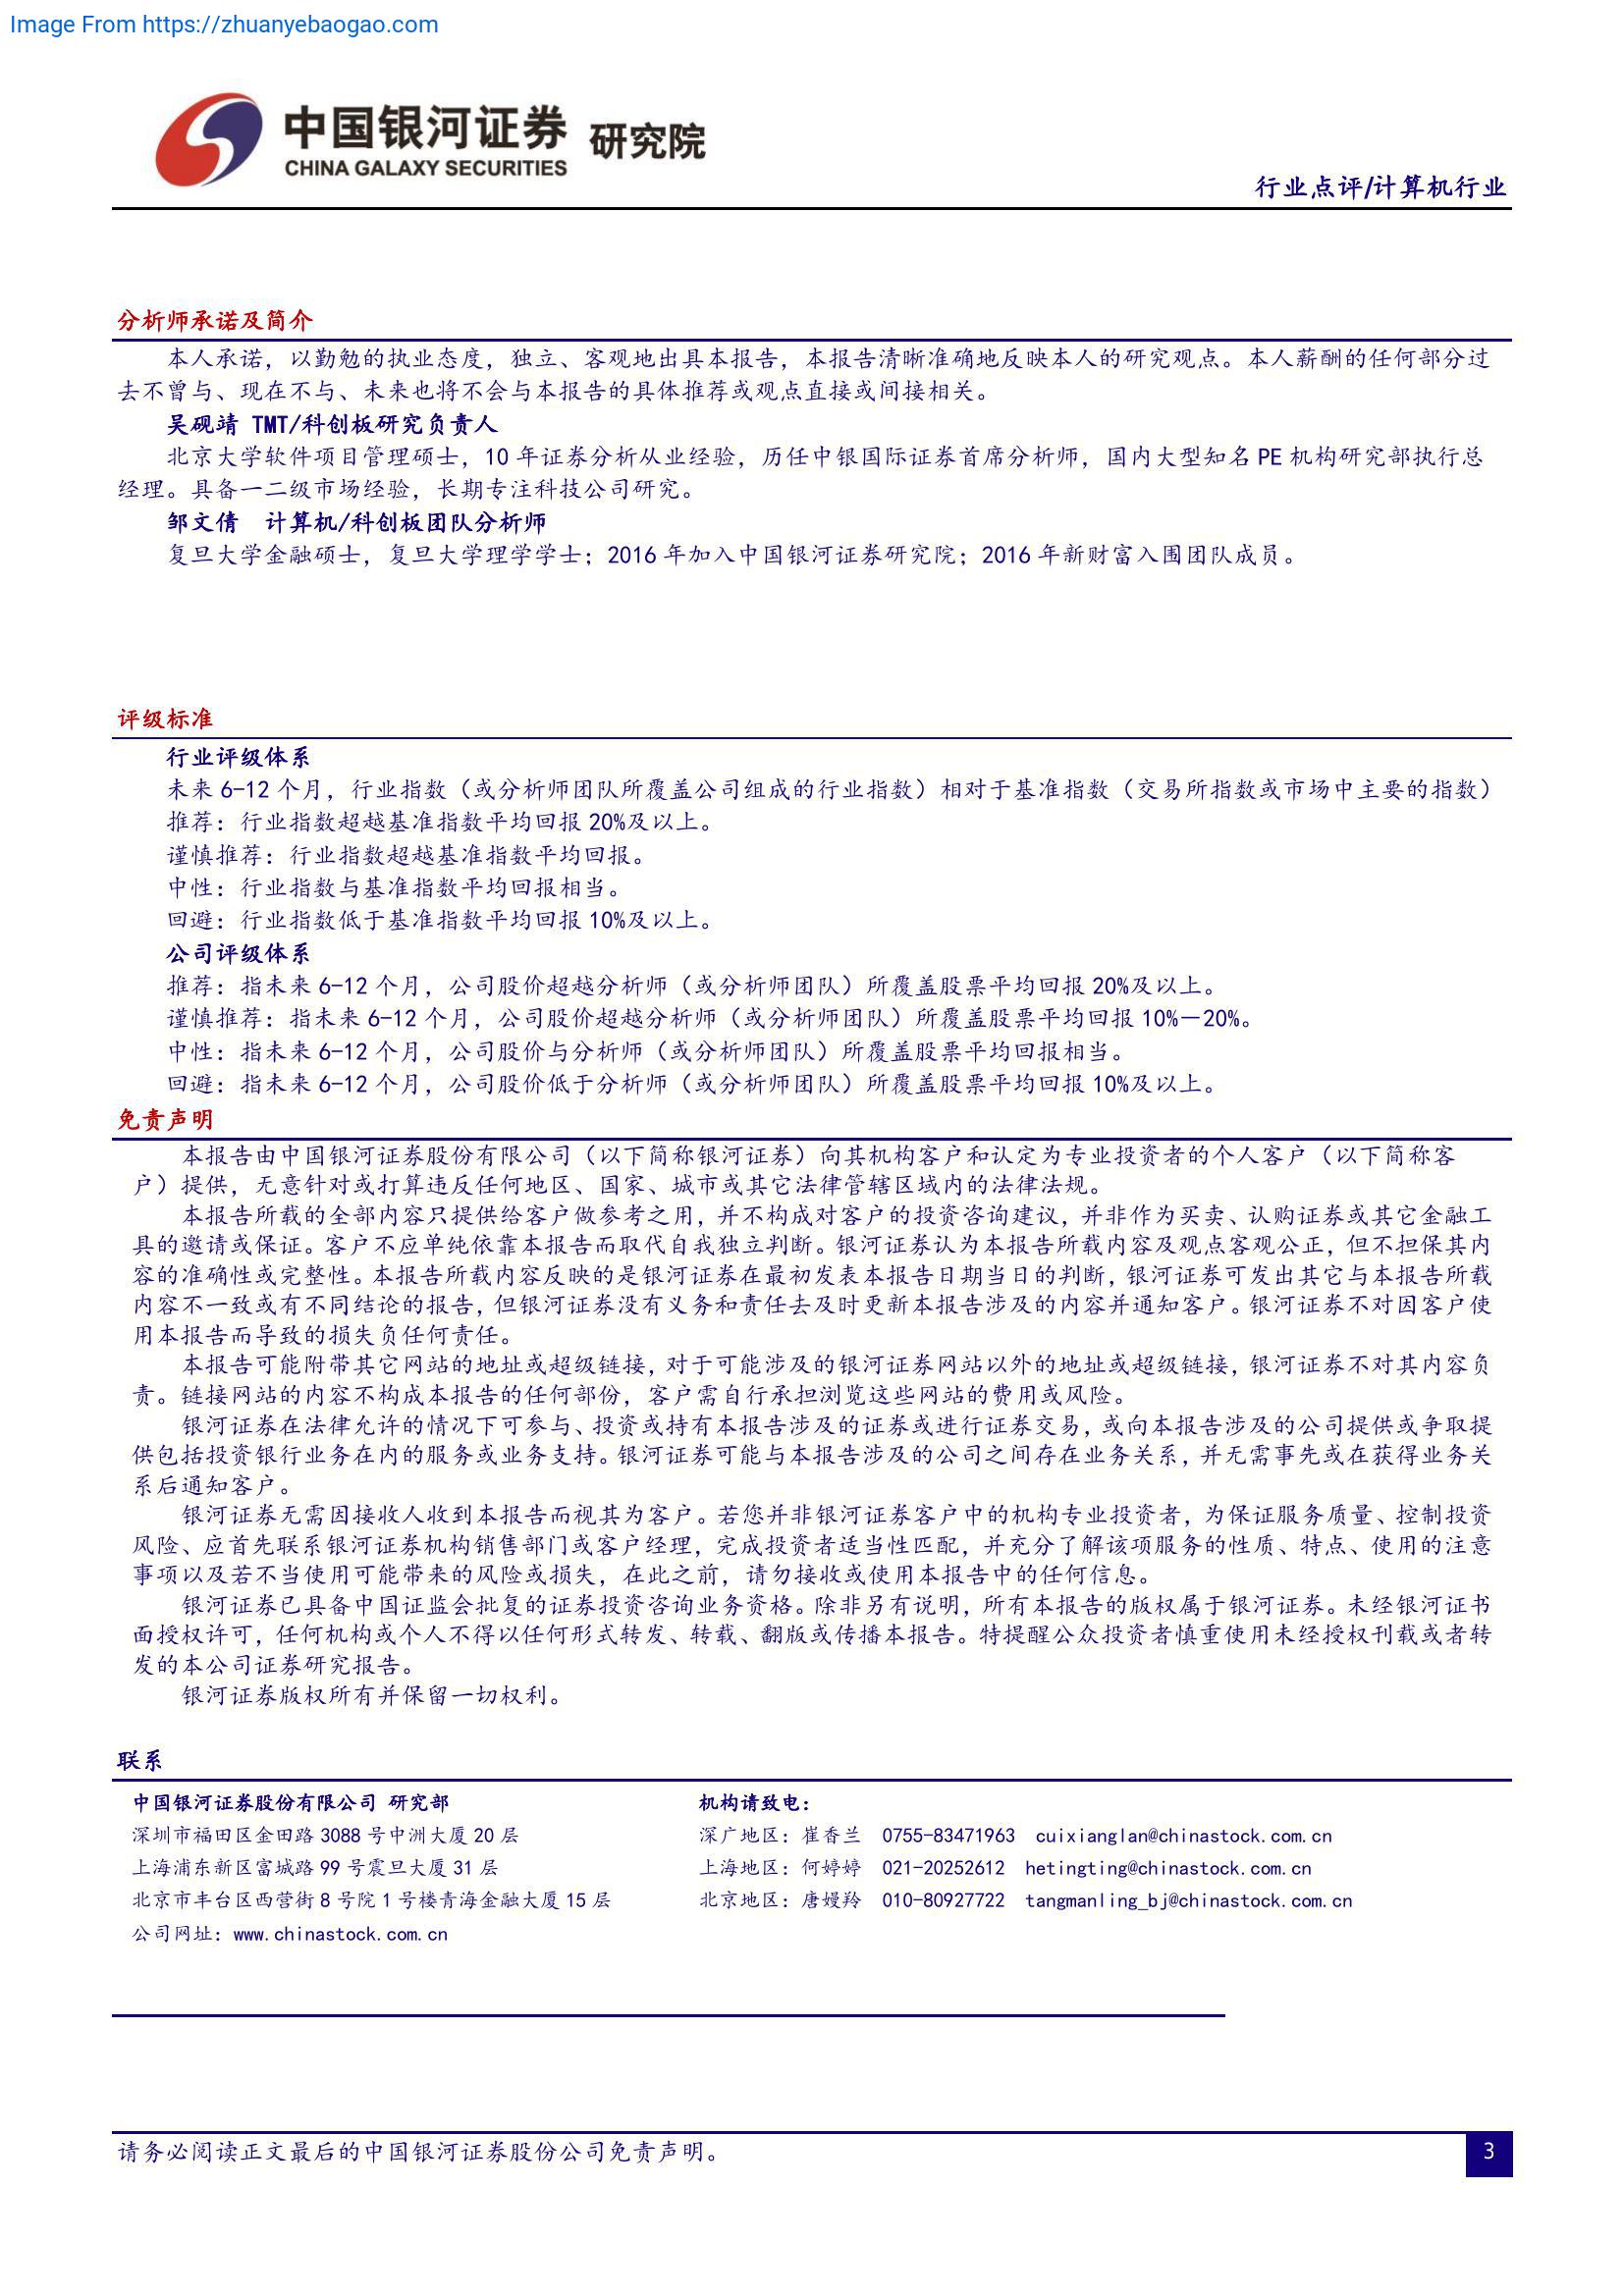 Image From https://zhuanyebaogao.com
中国银河证券 研究院
CHINA GALAXY SECURITIES
行业点评/计算机行业
分析师承诺及简介
本人承诺，以勤勉的执业态度，独立、客观地出具本报告，本报告清晰准确地反映本人的研究观点。本人薪酬的任何部分过
去不曾与、现在不与、未来也将不会与本报告的具体推荐或观点直接或间接相关。
吴砚靖 TMT/科创板研究负责人
北京大学软件项目管理硕士，10 年证券分析从业经验，历任中银国际证券首席分析师，国内大型知名 PE 机构研究部执行总
经理。具备一二级市场经验，长期专注科技公司研究。
邹文倩 计算机/科创板团队分析师
复旦大学金融硕士，复旦大学理学学士；2016 年加入中国银河证券研究院；2016 年新财富入围团队成员。
评级标准
行业评级体系
未来 6-12 个月，行业指数（或分析师团队所覆盖公司组成的行业指数）相对于基准指数（交易所指数或市场中主要的指数）
推荐：行业指数超越基准指数平均回报 20%及以上。
谨慎推荐：行业指数超越基准指数平均回报。
中性：行业指数与基准指数平均回报相当。
回避：行业指数低于基准指数平均回报 10%及以上。
公司评级体系
推荐：指未来 6-12 个月，公司股价超越分析师（或分析师团队）所覆盖股票平均回报 20%及以上。
谨慎推荐：指未来 6-12 个月，公司股价超越分析师（或分析师团队）所覆盖股票平均回报 10%－20%。
中性：指未来 6-12 个月，公司股价与分析师（或分析师团队）所覆盖股票平均回报相当。
回避：指未来 6-12 个月，公司股价低于分析师（或分析师团队）所覆盖股票平均回报 10%及以上。
免责声明
本报告由中国银河证券股份有限公司（以下简称银河证券）向其机构客户和认定为专业投资者的个人客户（以下简称客
户）提供，无意针对或打算违反任何地区、国家、城市或其它法律管辖区域内的法律法规。
本报告所载的全部内容只提供给客户做参考之用，并不构成对客户的投资咨询建议，并非作为买卖、认购证券或其它金融工
具的邀请或保证。客户不应单纯依靠本报告而取代自我独立判断。银河证券认为本报告所载内容及观点客观公正，但不担保其内
容的准确性或完整性。本报告所载内容反映的是银河证券在最初发表本报告日期当日的判断，银河证券可发出其它与本报告所载
内容不一致或有不同结论的报告，但银河证券没有义务和责任去及时更新本报告涉及的内容并通知客户。银河证券不对因客户使
用本报告而导致的损失负任何责任。
本报告可能附带其它网站的地址或超级链接，对于可能涉及的银河证券网站以外的地址或超级链接，银河证券不对其内容负
责。链接网站的内容不构成本报告的任何部份，客户需自行承担浏览这些网站的费用或风险。
银河证券在法律允许的情况下可参与、投资或持有本报告涉及的证券或进行证券交易，或向本报告涉及的公司提供或争取提
供包括投资银行业务在内的服务或业务支持。银河证券可能与本报告涉及的公司之间存在业务关系，并无需事先或在获得业务关
系后通知客户。
银河证券无需因接收人收到本报告而视其为客户。若您并非银河证券客户中的机构专业投资者，为保证服务质量、控制投资
风险、应首先联系银河证券机构销售部门或客户经理，完成投资者适当性匹配，并充分了解该项服务的性质、特点、使用的注意
事项以及若不当使用可能带来的风险或损失，在此之前，请勿接收或使用本报告中的任何信息。
银河证券已具备中国证监会批复的证券投资咨询业务资格。除非另有说明，所有本报告的版权属于银河证券。未经银河证书
面授权许可，任何机构或个人不得以任何形式转发、转载、翻版或传播本报告。特提醒公众投资者慎重使用未经授权刊载或者转
发的本公司证券研究报告。
银河证券版权所有并保留一切权利。
联系
中国银河证券股份有限公司 研究部 机构请致电：
深圳市福田区金田路 3088 号中洲大厦 20 层 深广地区：崔香兰 0755-83471963 cuixianglan@chinastock.com.cn
上海浦东新区富城路 99 号震旦大厦 31 层 上海地区：何婷婷 021-20252612 hetingting@chinastock.com.cn
北京市丰台区西营街 8 号院 1 号楼青海金融大厦 15 层 北京地区：唐嫚羚 010-80927722 tangmanling_bj@chinastock.com.cn
公司网址：www.chinastock.com.cn
请务必阅读正文最后的中国银河证券股份公司免责声明。 3